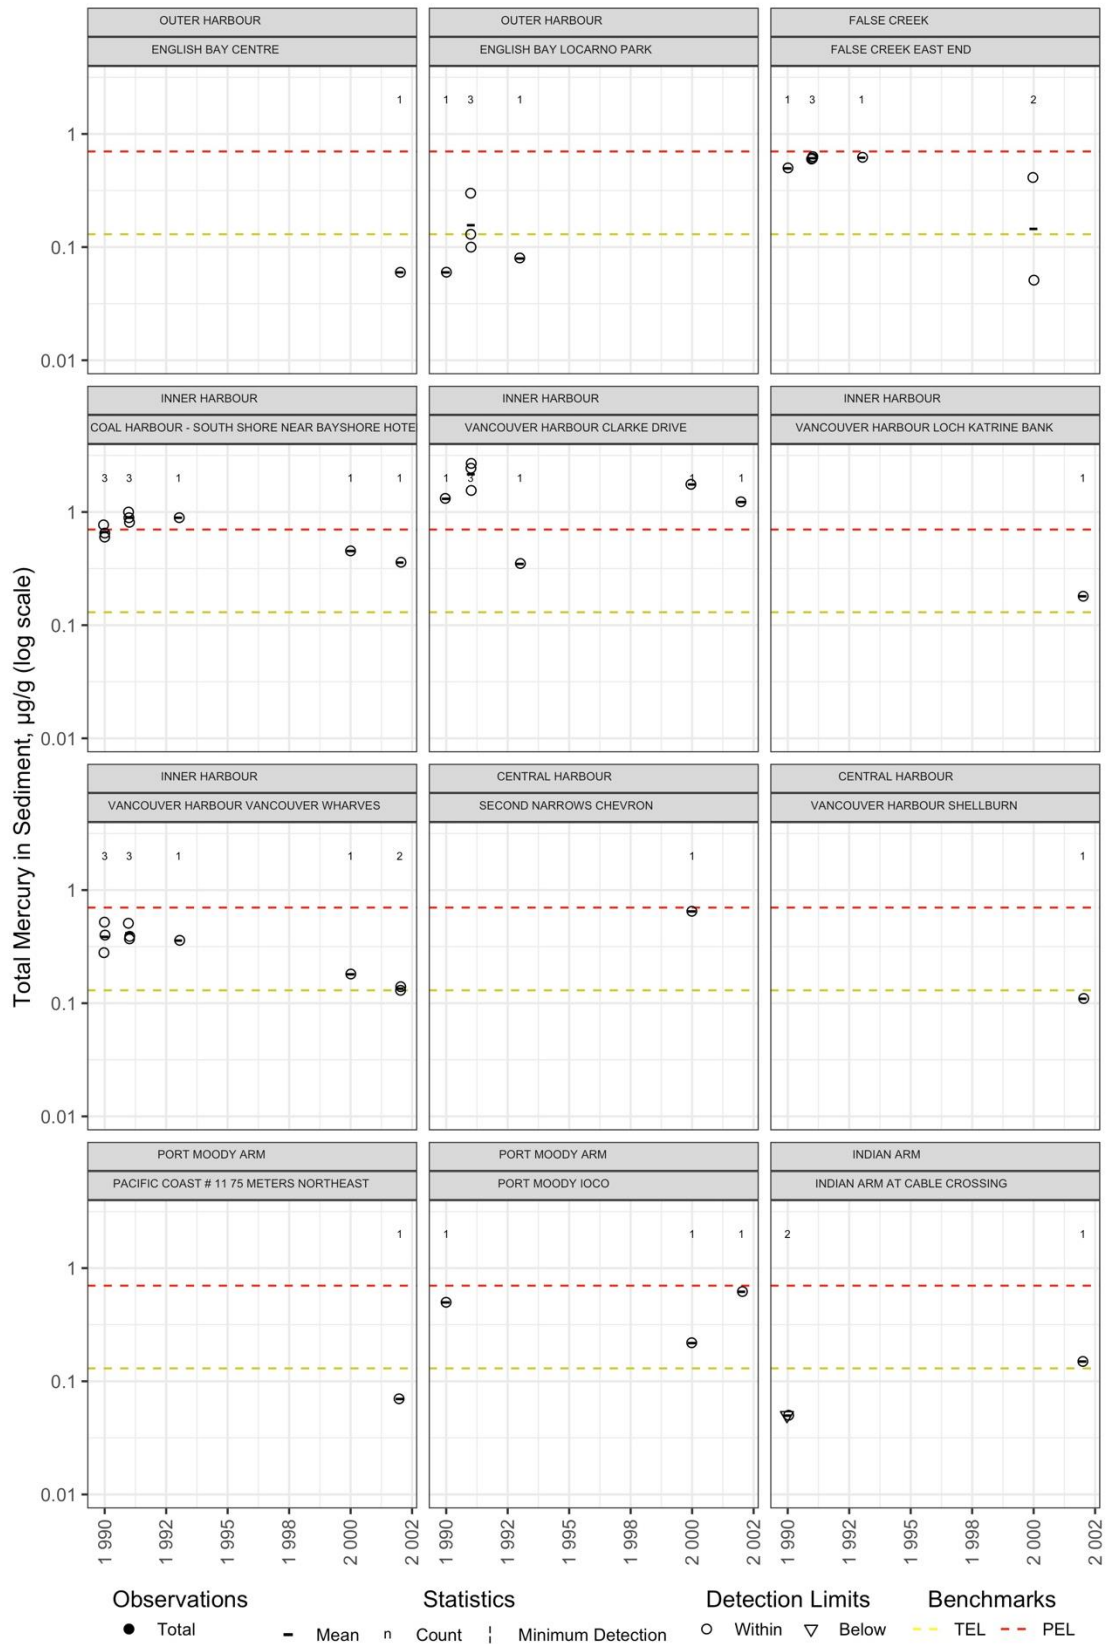 OUTER HARBOUR
ENGLISH BAY CENTRE
OUTER HARBOUR
ENGLISH BAY LOCARNO PARK
FALSE CREEK
FALSE CREEK EAST END
1
1 3 1
1 3 1 2
1
0.1
0.01
INNER HARBOUR
COAL HARBOUR - SOUTH SHORE NEAR BAYSHORE HOTE
INNER HARBOUR
VANCOUVER HARBOUR CLARKE DRIVE
INNER HARBOUR
VANCOUVER HARBOUR LOCH KATRINE BANK
3 3 1 1 1
1 3 1 1 1
1
1
0.1
0.01
INNER HARBOUR
VANCOUVER HARBOUR VANCOUVER WHARVES
CENTRAL HARBOUR
SECOND NARROWS CHEVRON
CENTRAL HARBOUR
VANCOUVER HARBOUR SHELLBURN
3 3 1 1 2
1
1
1
0.1
0.01
PORT MOODY ARM
PACIFIC COAST # 11 75 METERS NORTHEAST
PORT MOODY ARM
PORT MOODY IOCO
INDIAN ARM
INDIAN ARM AT CABLE CROSSING
1
1 1 1
2 1
1
0.1
0.01
Total Mercury in Sediment, µg/g (log scale)
1 990 1 992 1 995 1 998 2 000 2 002
1 990 1 992 1 995 1 998 2 000 2 002
1 990 1 992 1 995 1 998 2 000 2 002
Observations
Total
Statistics
Mean n Count Minimum Detection
Detection Limits
Within Below
Benchmarks
TEL PEL